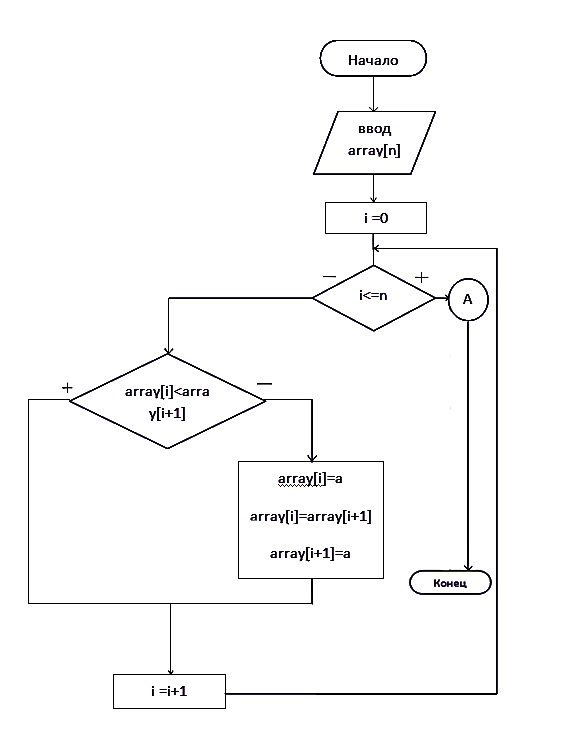 Начало
ввод
array[n]
i =0
− +
i<=n
А
+ −
array[i]<arra
y[i+1]
array[i]=a
array[i]=array[i+1]
array[i+1]=a
Конец
i =i+1